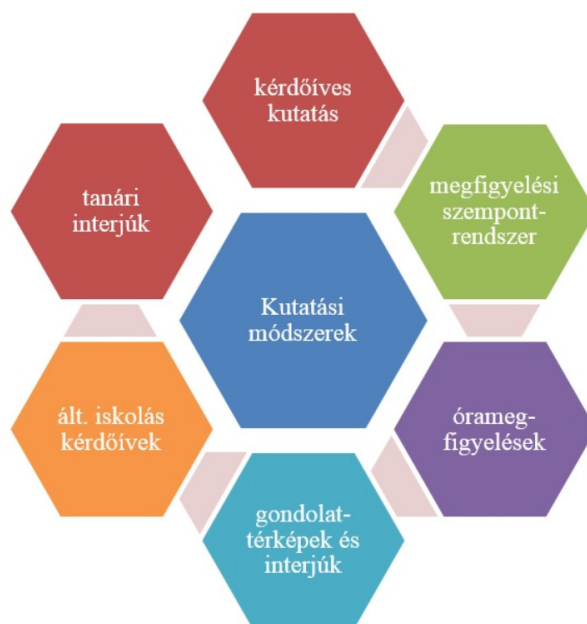 kérdőíves
kutatás
megfigyelési
szempont-
rendszer
órameg-
figyelések
gondolat-
térképek és
interjúk
ált. iskolás
kérdőívek
tanári
interjúk
Kutatási
módszerek